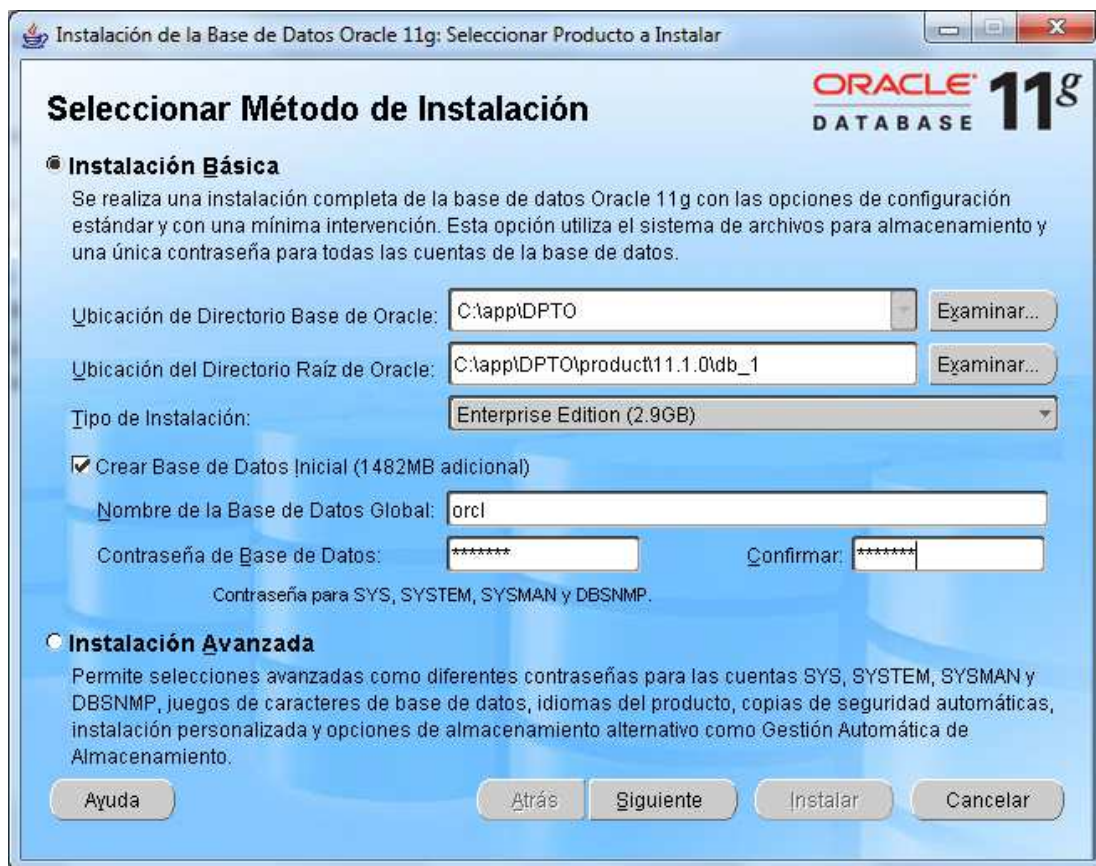 Instalación de la Base de Datos Oracle 11g: Seleccionar Producto a Instalar
Seleccionar Método de Instalación
ORACLE 11g
DATABASE
Instalación Básica
Se realiza una instalación completa de la base de datos Oracle 11g con las opciones de configuración
estándar y con una mínima intervención. Esta opción utiliza el sistema de archivos para almacenamiento y
una única contraseña para todas las cuentas de la base de datos.
Ubicación de Directorio Base de Oracle: C:\app\DPTO Examinar...
Ubicación del Directorio Raíz de Oracle: C:\app\DPTO\product\11.1.0\db_1 Examinar...
Tipo de Instalación: Enterprise Edition (2.9GB)
Crear Base de Datos Inicial (1482MB adicional)
Nombre de la Base de Datos Global: orcl
Contraseña de Base de Datos: ******* Confirmar: *******
Contraseña para SYS, SYSTEM, SYSMAN y DBSNMP.
Instalación Avanzada
Permite selecciones avanzadas como diferentes contraseñas para las cuentas SYS, SYSTEM, SYSMAN y
DBSNMP, juegos de caracteres de base de datos, idiomas del producto, copias de seguridad automáticas,
instalación personalizada y opciones de almacenamiento alternativo como Gestión Automática de
Almacenamiento.
Ayuda Atrás Siguiente Instalar Cancelar